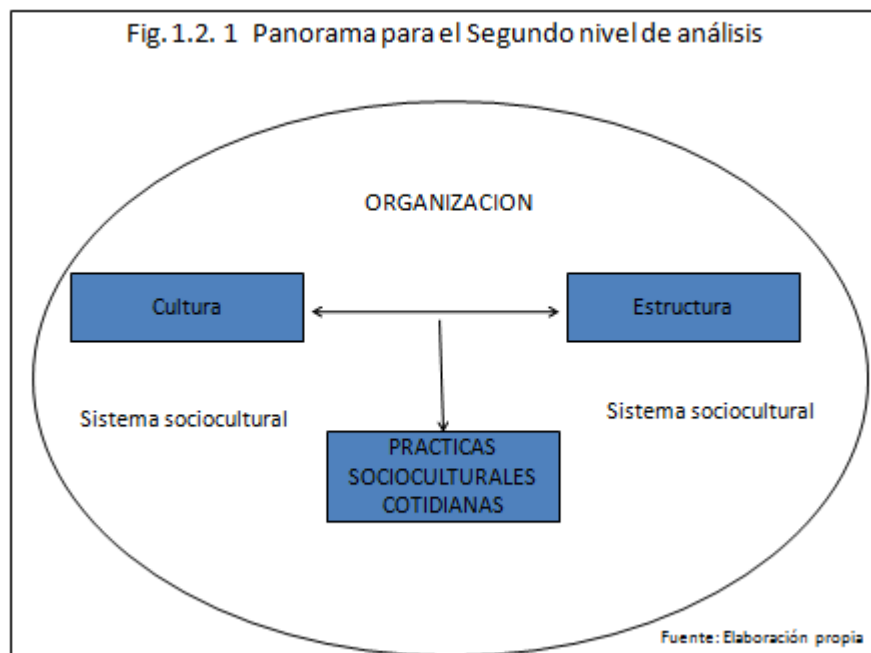 Fig. 1.2. 1 Panorama para el Segundo nivel de análisis
ORGANIZACION
Cultura
Estructura
Sistema sociocultural
Sistema sociocultural
PRACTICAS
SOCIOCULTURALES
COTIDIANAS
Fuente: Elaboración propia